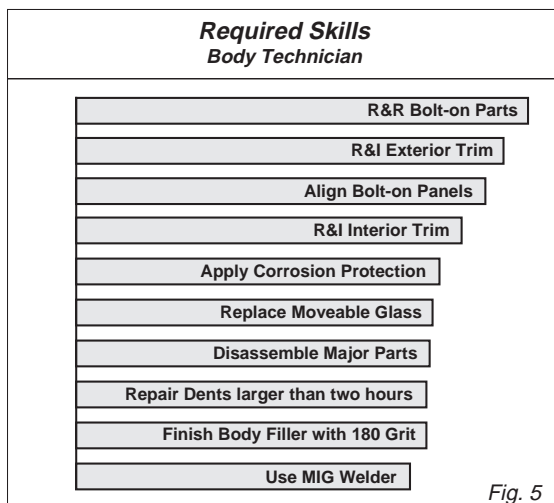 Required Skills
Body Technician
R&R Bolt-on Parts
R&I Exterior Trim
Align Bolt-on Panels
R&I Interior Trim
Apply Corrosion Protection
Replace Moveable Glass
Disassemble Major Parts
Repair Dents larger than two hours
Finish Body Filler with 180 Grit
Use MIG Welder
Fig. 5